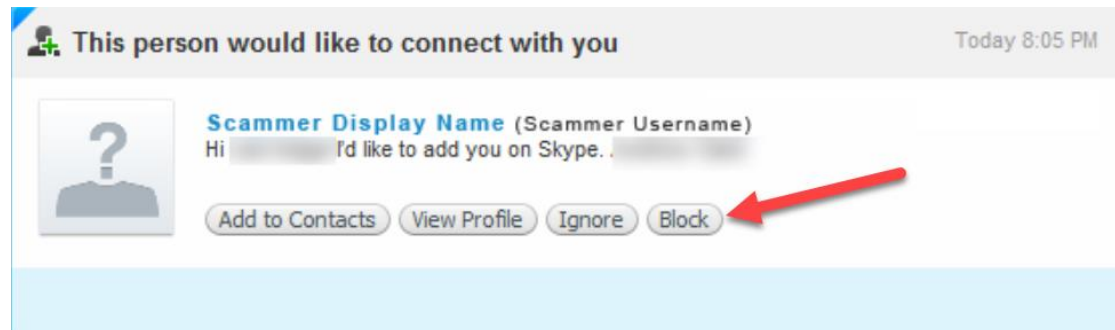 This person would like to connect with you
Today 8:05 PM
Scammer Display Name (Scammer Username)
Hi I'd like to add you on Skype. .
Add to Contacts View Profile Ignore Block